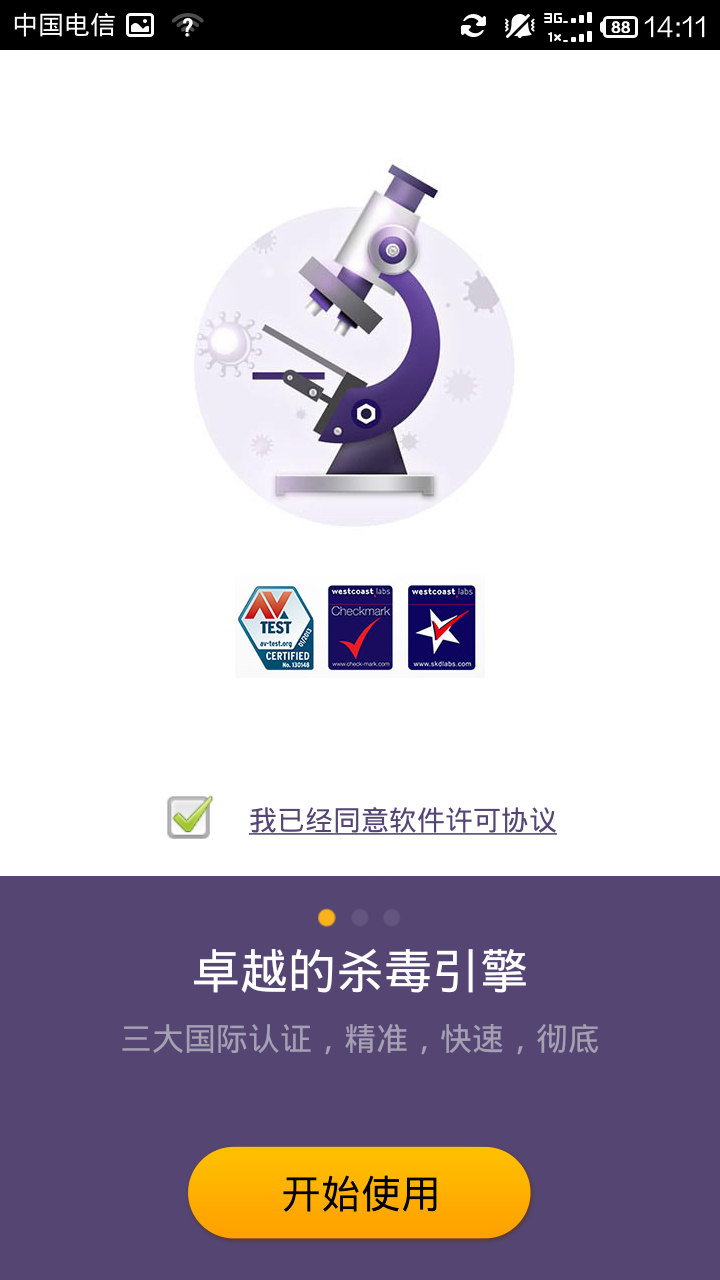 中国电信
3G
1x
88
14:11
AV
TEST
av-test.org
01/2013
CERTIFIED
No. 130148
westcoast labs
Checkmark
www.check-mark.com
westcoast labs
www.skdlabs.com
我已经同意软件许可协议
卓越的杀毒引擎
三大国际认证，精准，快速，彻底
开始使用